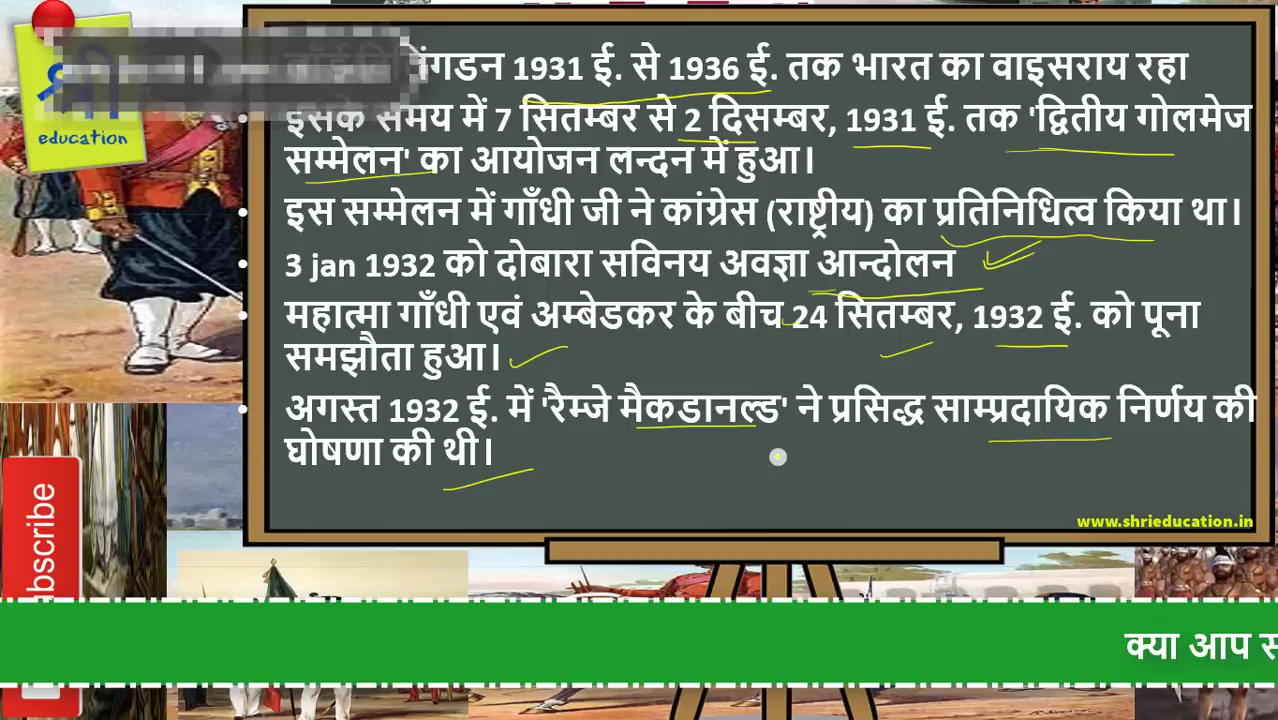 श्री
education
िंगडन 1931 ई. से 1936 ई. तक भारत का वाइसराय रहा
• इसके समय में 7 सितम्बर से 2 दिसम्बर, 1931 ई. तक 'द्वितीय गोलमेज
सम्मेलन' का आयोजन लन्दन में हुआ।
• इस सम्मेलन में गाँधी जी ने कांग्रेस (राष्ट्रीय) का प्रतिनिधित्व किया था।
• 3 jan 1932 को दोबारा सविनय अवज्ञा आन्दोलन
• महात्मा गाँधी एवं अम्बेडकर के बीच 24 सितम्बर, 1932 ई. को पूना
समझौता हुआ।
• अगस्त 1932 ई. में 'रैम्जे मैकडानल्ड' ने प्रसिद्ध साम्प्रदायिक निर्णय की
घोषणा की थी।
www.shrieducation.in
bscribe
क्या आप स